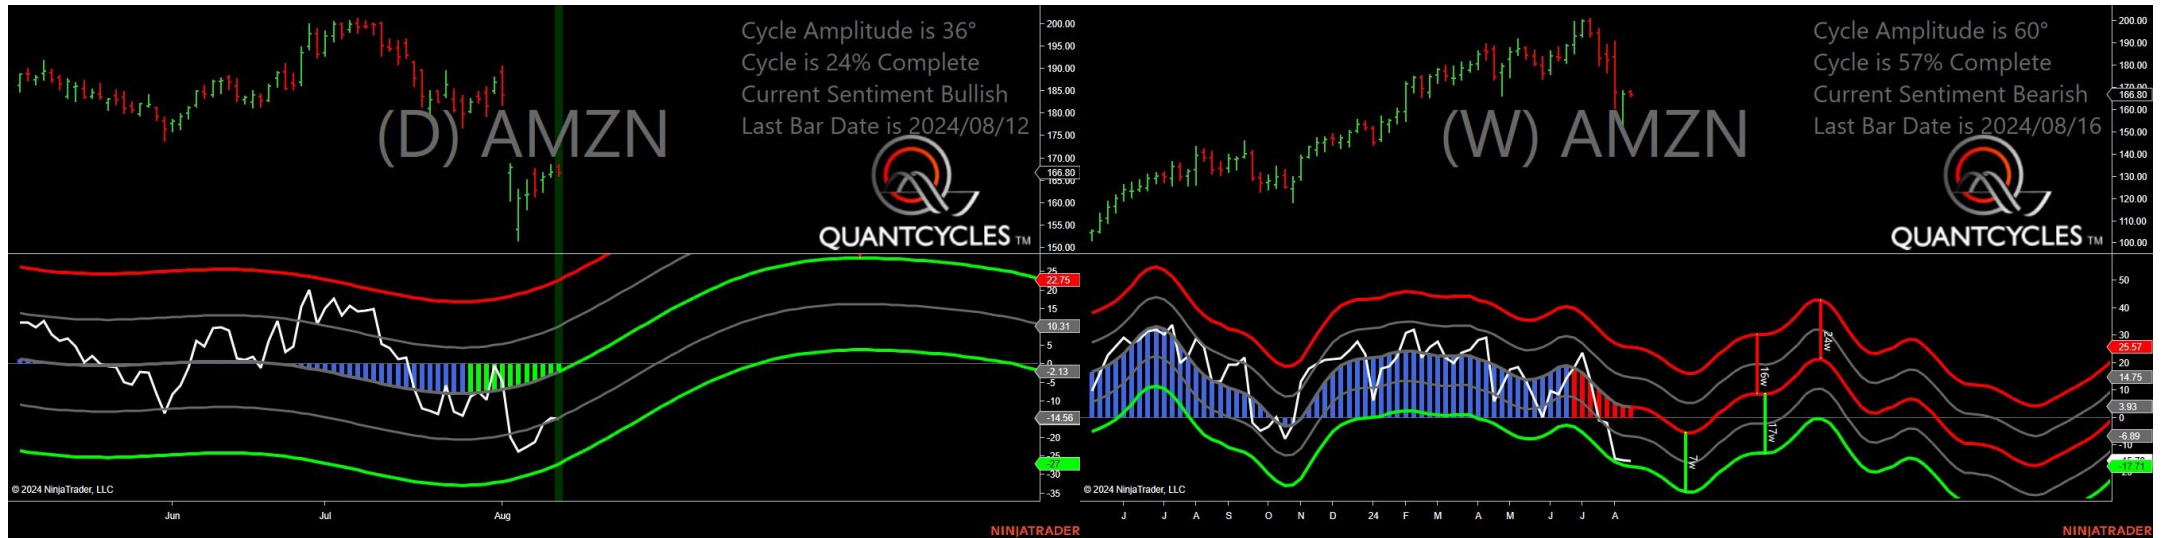 Cycle Amplitude is 36°
Cycle is 24% Complete
Current Sentiment Bullish
Last Bar Date is 2024/08/12
(D) AMZN
QUANTCYCLES TM
200.00
195.00
190.00
185.00
180.00
175.00
170.00
166.80
165.00
160.00
155.00
150.00
25
22.75
20
15
10.31
5
0
-2.13
-5
-10
-14.56
-20
-27
-30
-35
© 2024 NinjaTrader, LLC
Jun
Jul
Aug
NINJATRADER
Cycle Amplitude is 60°
Cycle is 57% Complete
Current Sentiment Bearish
Last Bar Date is 2024/08/16
(W) AMZN
QUANTCYCLES TM
200.00
190.00
180.00
170.00
166.80
160.00
150.00
140.00
130.00
120.00
110.00
100.00
50
40
30
25.57
20
14.75
10
3.93
0
-6.89
-10
-17.71
24w
16w
17w
7w
© 2024 NinjaTrader, LLC
J J A S O N D 24 F M A M J J A
NINJATRADER